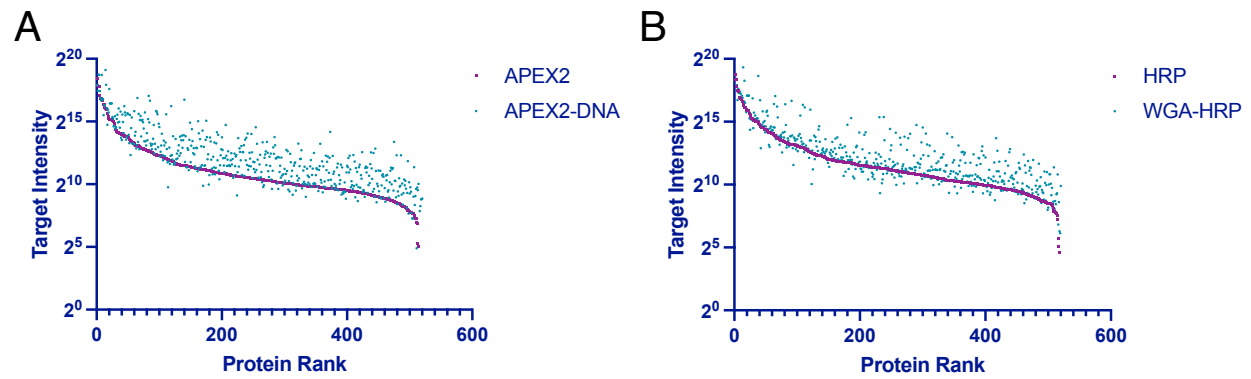 A
2^20
2^15
2^10
2^5
2^0
Target Intensity
0
200
400
600
Protein Rank
APEX2
APEX2-DNA
B
2^20
2^15
2^10
2^5
2^0
Target Intensity
0
200
400
600
Protein Rank
HRP
WGA-HRP